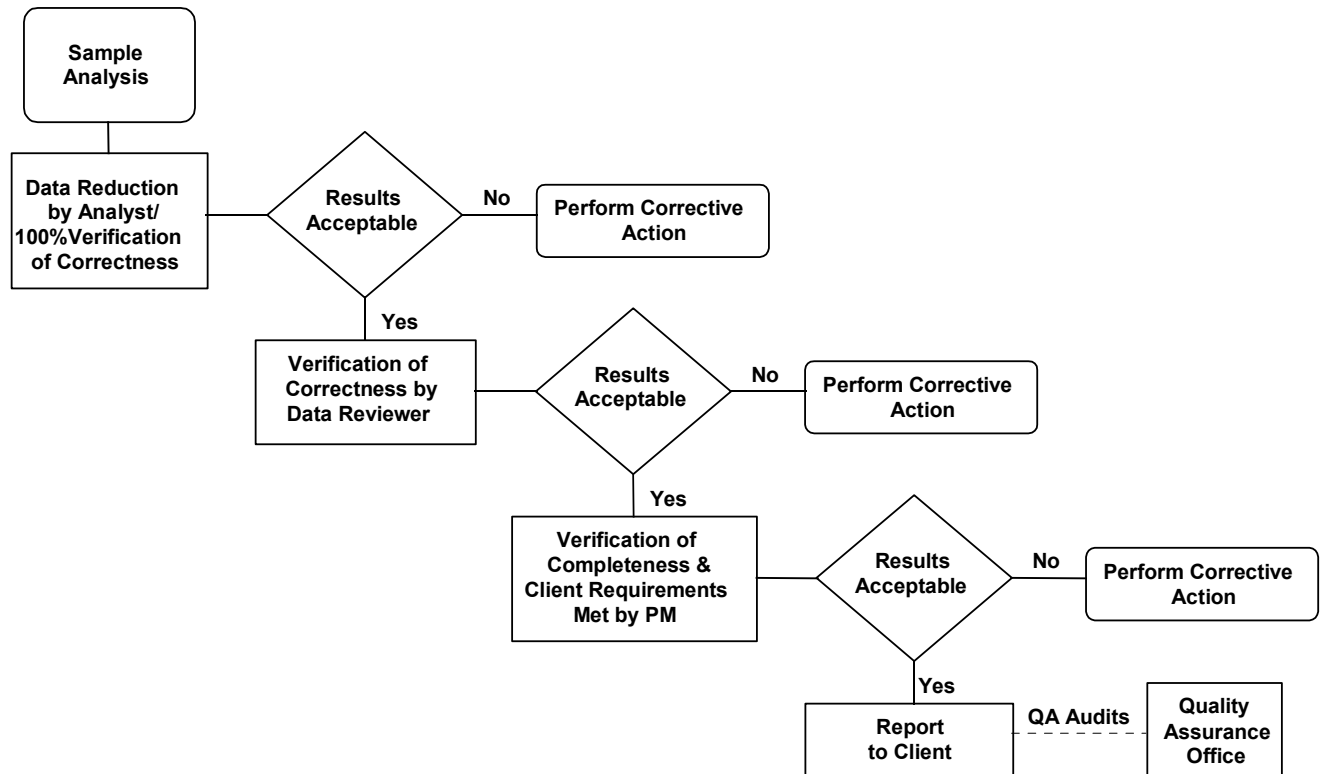 Sample
Analysis
Data Reduction
by Analyst/
100%Verification
of Correctness
Results
Acceptable
No
Perform Corrective
Action
Yes
Verification of
Correctness by
Data Reviewer
Results
Acceptable
No
Perform Corrective
Action
Yes
Verification of
Completeness &
Client Requirements
Met by PM
Results
Acceptable
No
Perform Corrective
Action
Yes
Report
to Client
QA Audits
Quality
Assurance
Office